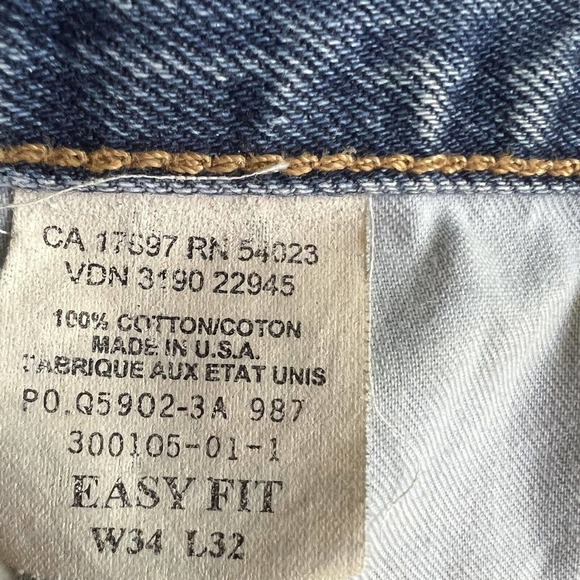 CA 17897 RN 54023
VDN 3190 22945
100% COTTON/COTON
MADE IN U.S.A.
FABRIQUE AUX ETAT UNIS
PO.Q5902-3A 987
300105-01-1
EASY FIT
W34 L32